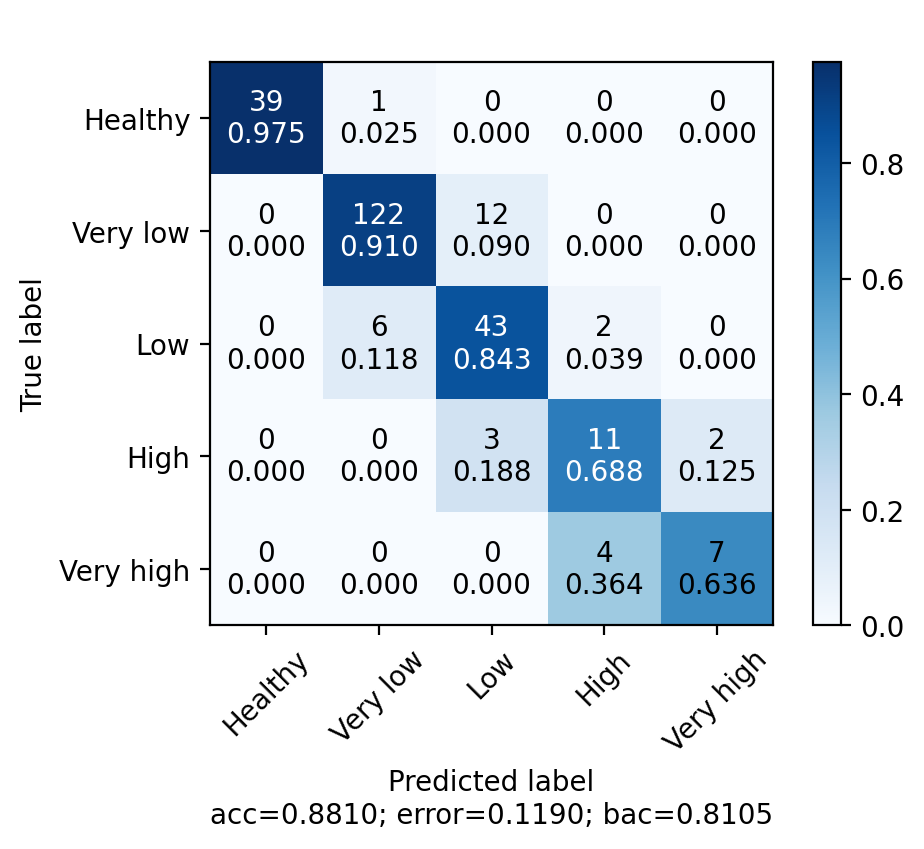 Healthy 39 1 0 0 0
0.975 0.025 0.000 0.000 0.000
0.8
Very low 0 122 12 0 0
0.000 0.910 0.090 0.000 0.000
0.6
True label
Low 0 6 43 2 0
0.000 0.118 0.843 0.039 0.000
0.4
High 0 0 3 11 2
0.000 0.000 0.188 0.688 0.125
0.2
Very high 0 0 0 4 7
0.000 0.000 0.000 0.364 0.636
0.0
Healthy Very low Low High Very high
Predicted label
acc=0.8810; error=0.1190; bac=0.8105